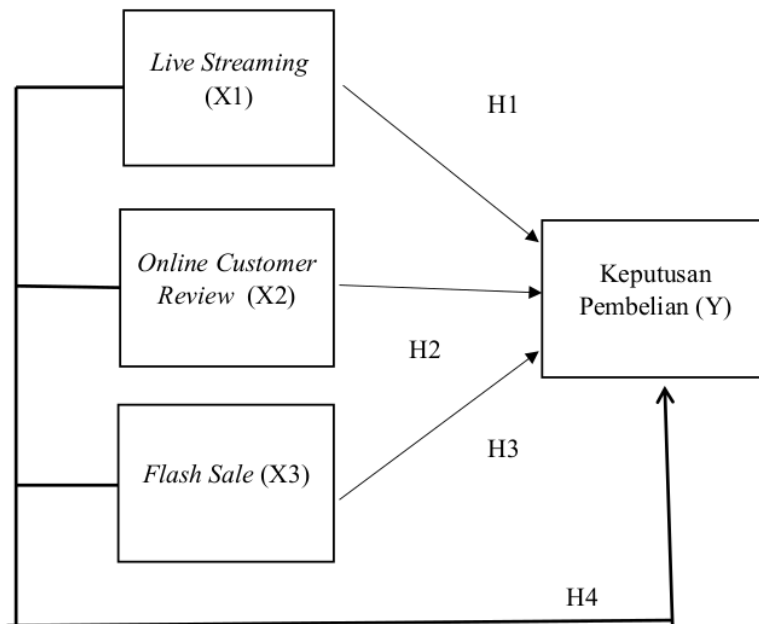 Live Streaming
(X1)
H1
Online Customer
Review (X2)
Keputusan
Pembelian (Y)
H2
Flash Sale (X3)
H3
H4